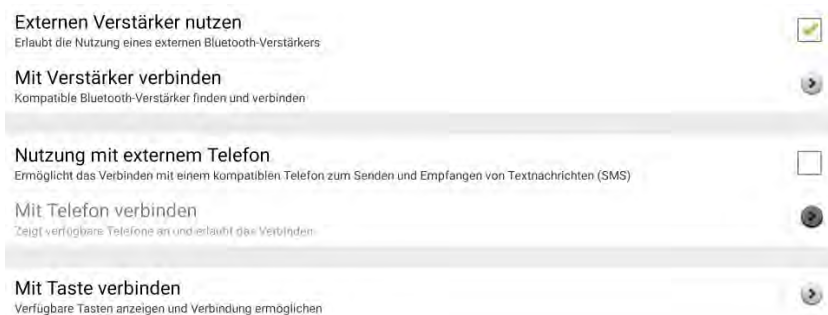 Externen Verstärker nutzen
Erlaubt die Nutzung eines externen Bluetooth-Verstärkers
Mit Verstärker verbinden
Kompatible Bluetooth-Verstärker finden und verbinden
Nutzung mit externem Telefon
Ermöglicht das Verbinden mit einem kompatiblen Telefon zum Senden und Empfangen von Textnachrichten (SMS)
Mit Telefon verbinden
Zeigt verfügbare Telefone an und erlaubt das Verbinden
Mit Taste verbinden
Verfügbare Tasten anzeigen und Verbindung ermöglichen